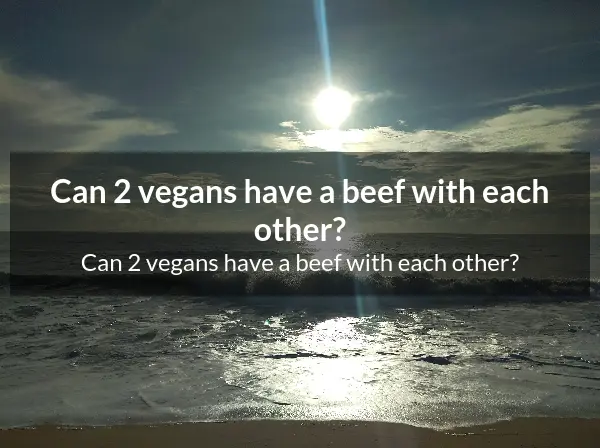 Can 2 vegans have a beef with each
other?
Can 2 vegans have a beef with each other?